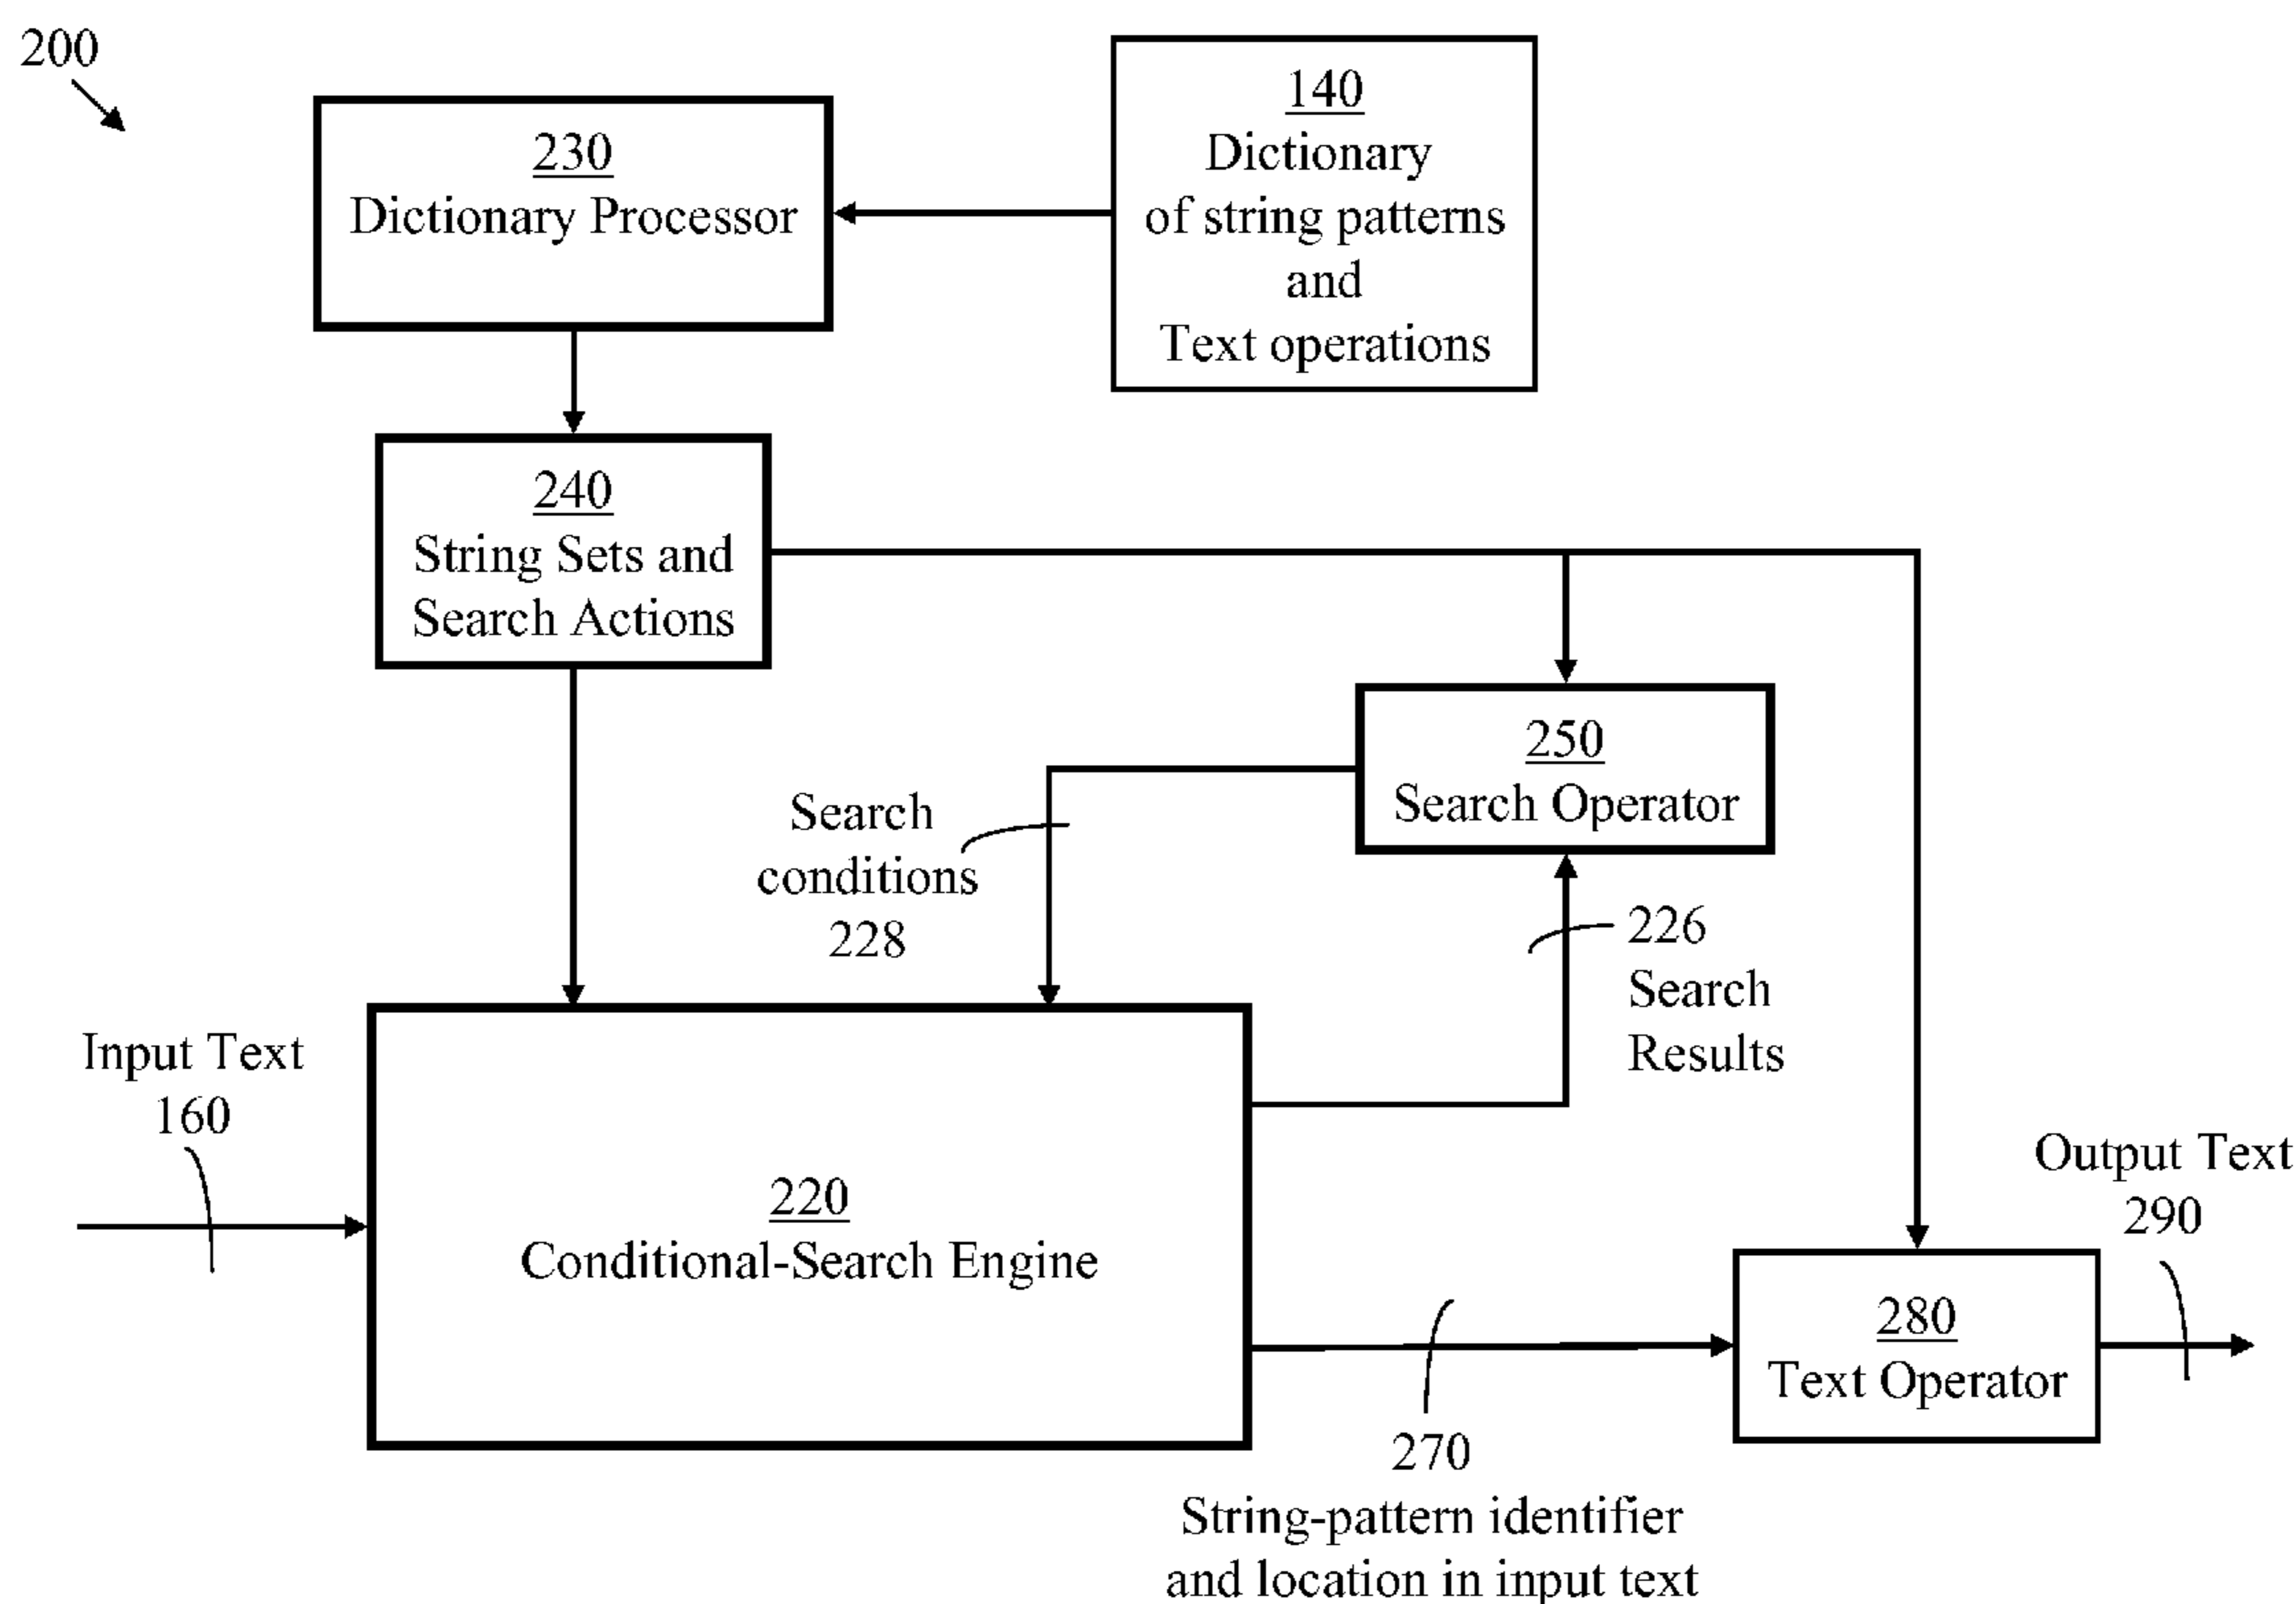 200
140
Dictionary
of string patterns
and
Text operations
230
Dictionary Processor
240
String Sets and
Search Actions
250
Search Operator
Search
conditions
228
226
Search
Results
Input Text
160
220
Conditional-Search Engine
Output Text
290
280
Text Operator
270
String-pattern identifier
and location in input text